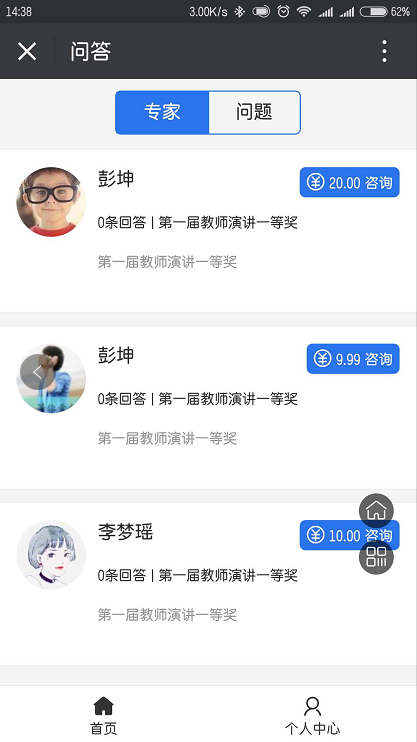 14:38 3.00K/s 62%
问答
专家 问题
彭坤 20.00 咨询
0条回答 | 第一届教师演讲一等奖
第一届教师演讲一等奖
彭坤 9.99 咨询
0条回答 | 第一届教师演讲一等奖
第一届教师演讲一等奖
李梦瑶 10.00 咨询
0条回答 | 第一届教师演讲一等奖
第一届教师演讲一等奖
首页 个人中心